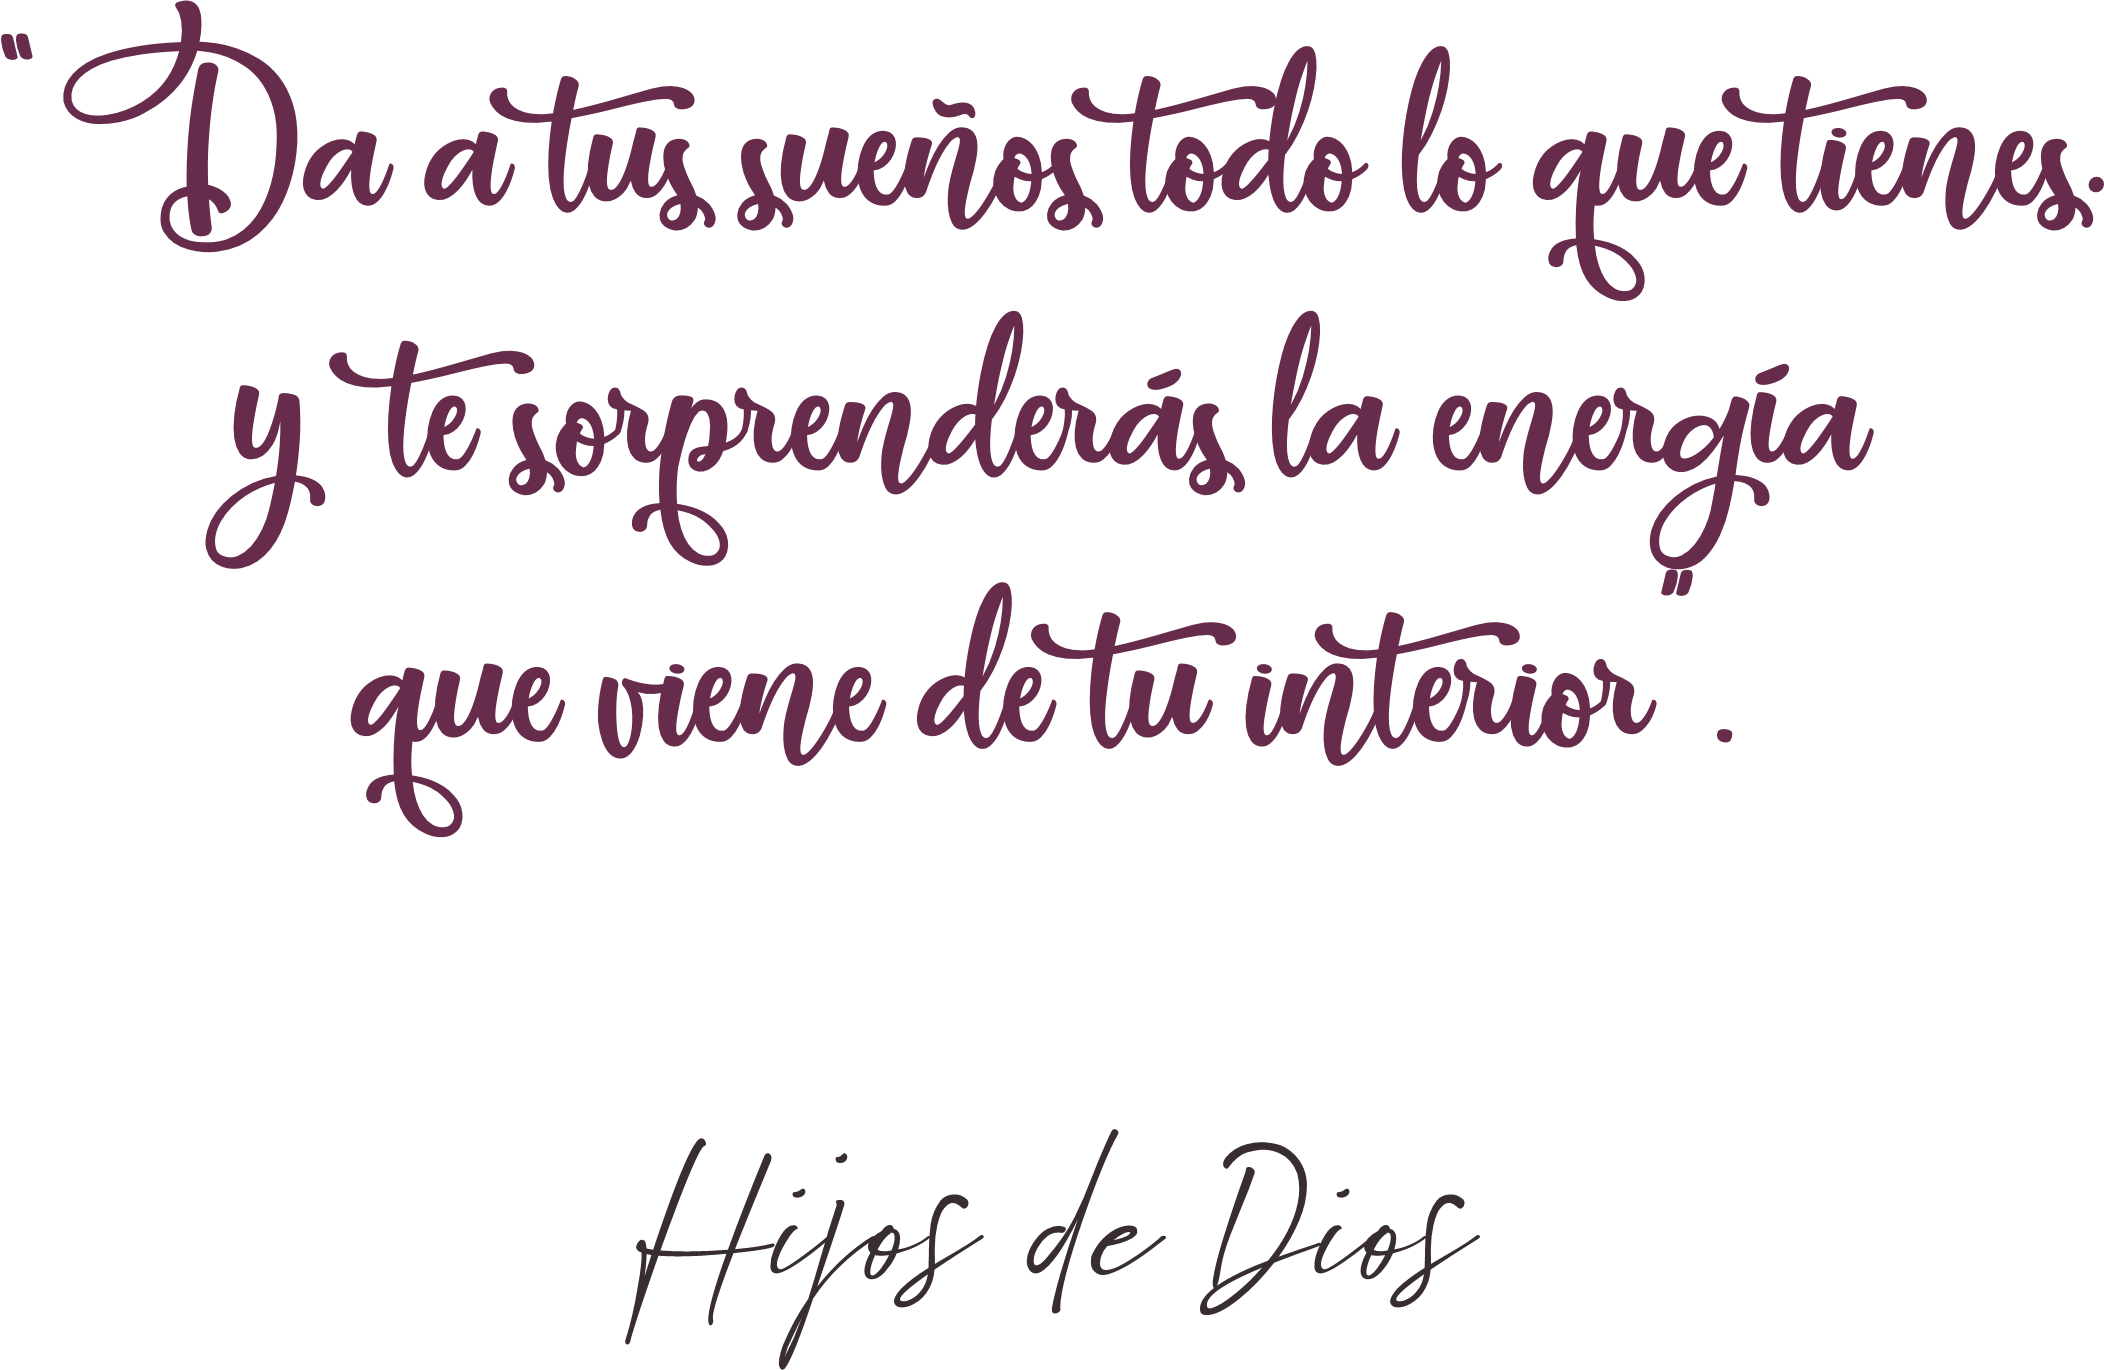 "Da a tus sueños todo lo que tienes.
y te sorprenderás la energía
que viene de tu interior".
Hijos de Dios